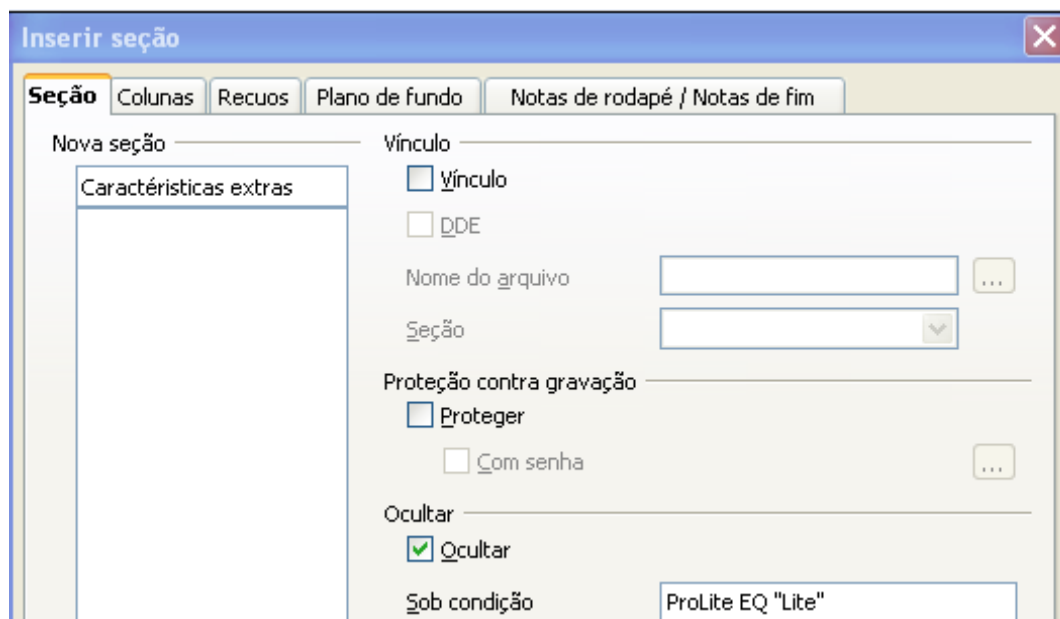 Inserir seção
Seção Colunas Recuos Plano de fundo Notas de rodapé / Notas de fim
Nova seção
Caractéristicas extras
Vínculo
Vínculo
DDE
Nome do arquivo ...
Seção
Proteção contra gravação
Proteger
Com senha ...
Ocultar
Ocultar
Sob condição ProLite EQ "Lite"